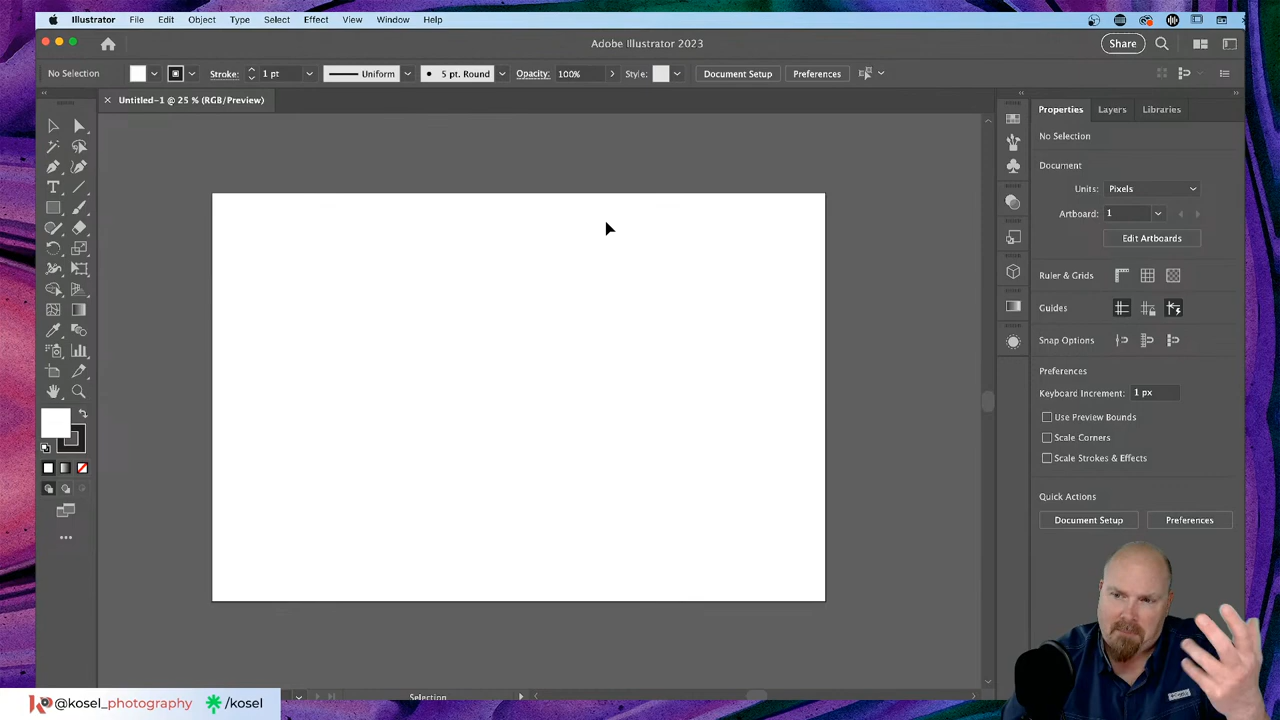 Illustrator File Edit Object Type Select Effect View Window Help
Adobe Illustrator 2023
Share
No Selection
Stroke:
1 pt
Uniform
5 pt. Round
Opacity:
100%
Style:
Document Setup
Preferences
Untitled-1 @ 25 % (RGB/Preview)
Properties
Layers
Libraries
No Selection
Document
Units:
Pixels
Artboard:
1
Edit Artboards
Ruler & Grids
Guides
Snap Options
Preferences
Keyboard Increment:
1 px
Use Preview Bounds
Scale Corners
Scale Strokes & Effects
Quick Actions
Document Setup
Preferences
Selection
@kosel_photography
/kosel